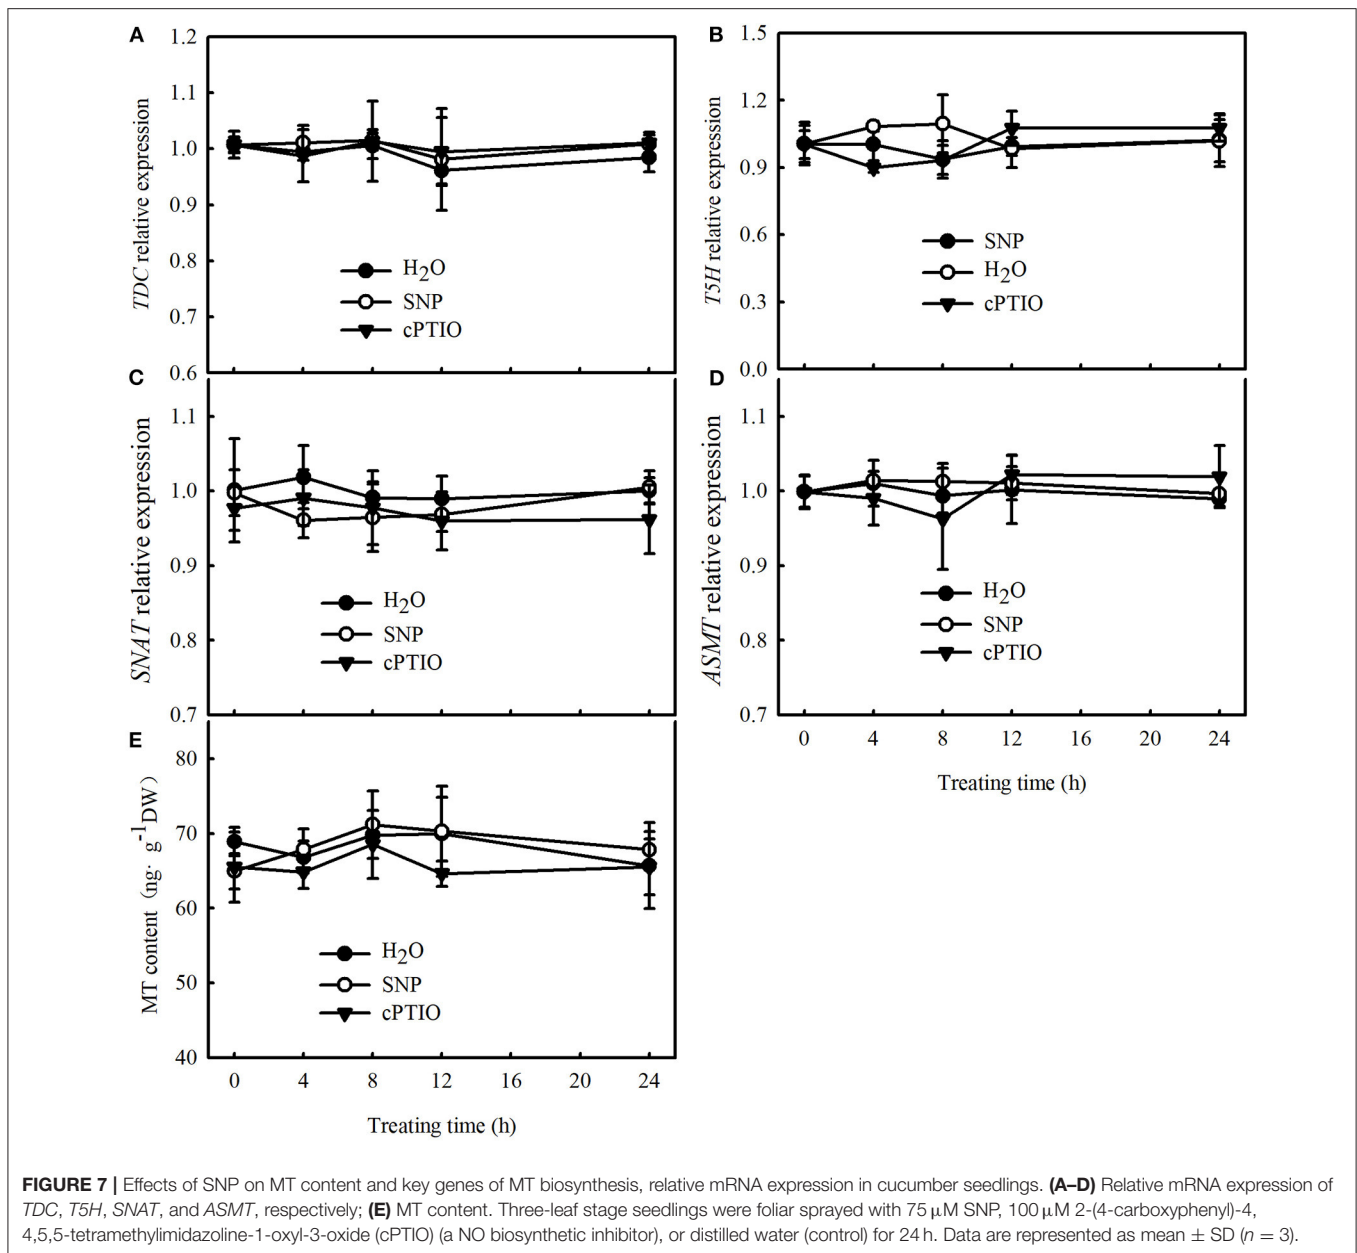 A
1.2
1.1
1.0
0.9
0.8
0.7
0.6
TDC relative expression
H2O
SNP
cPTIO
B
1.5
1.2
0.9
0.6
0.3
0.0
T5H relative expression
SNP
H2O
cPTIO
C
1.1
1.0
0.9
0.8
0.7
SNAT relative expression
H2O
SNP
cPTIO
D
1.1
1.0
0.9
0.8
0.7
ASMT relative expression
H2O
SNP
cPTIO
0 4 8 12 16 20 24
Treating time (h)
E
80
70
60
50
40
MT content (ng· g-1DW)
H2O
SNP
cPTIO
0 4 8 12 16 20 24
Treating time (h)
FIGURE 7 | Effects of SNP on MT content and key genes of MT biosynthesis, relative mRNA expression in cucumber seedlings. (A–D) Relative mRNA expression of
TDC, T5H, SNAT, and ASMT, respectively; (E) MT content. Three-leaf stage seedlings were foliar sprayed with 75 μM SNP, 100 μM 2-(4-carboxyphenyl)-4,
4,5,5-tetramethylimidazoline-1-oxyl-3-oxide (cPTIO) (a NO biosynthetic inhibitor), or distilled water (control) for 24 h. Data are represented as mean ± SD (n = 3).